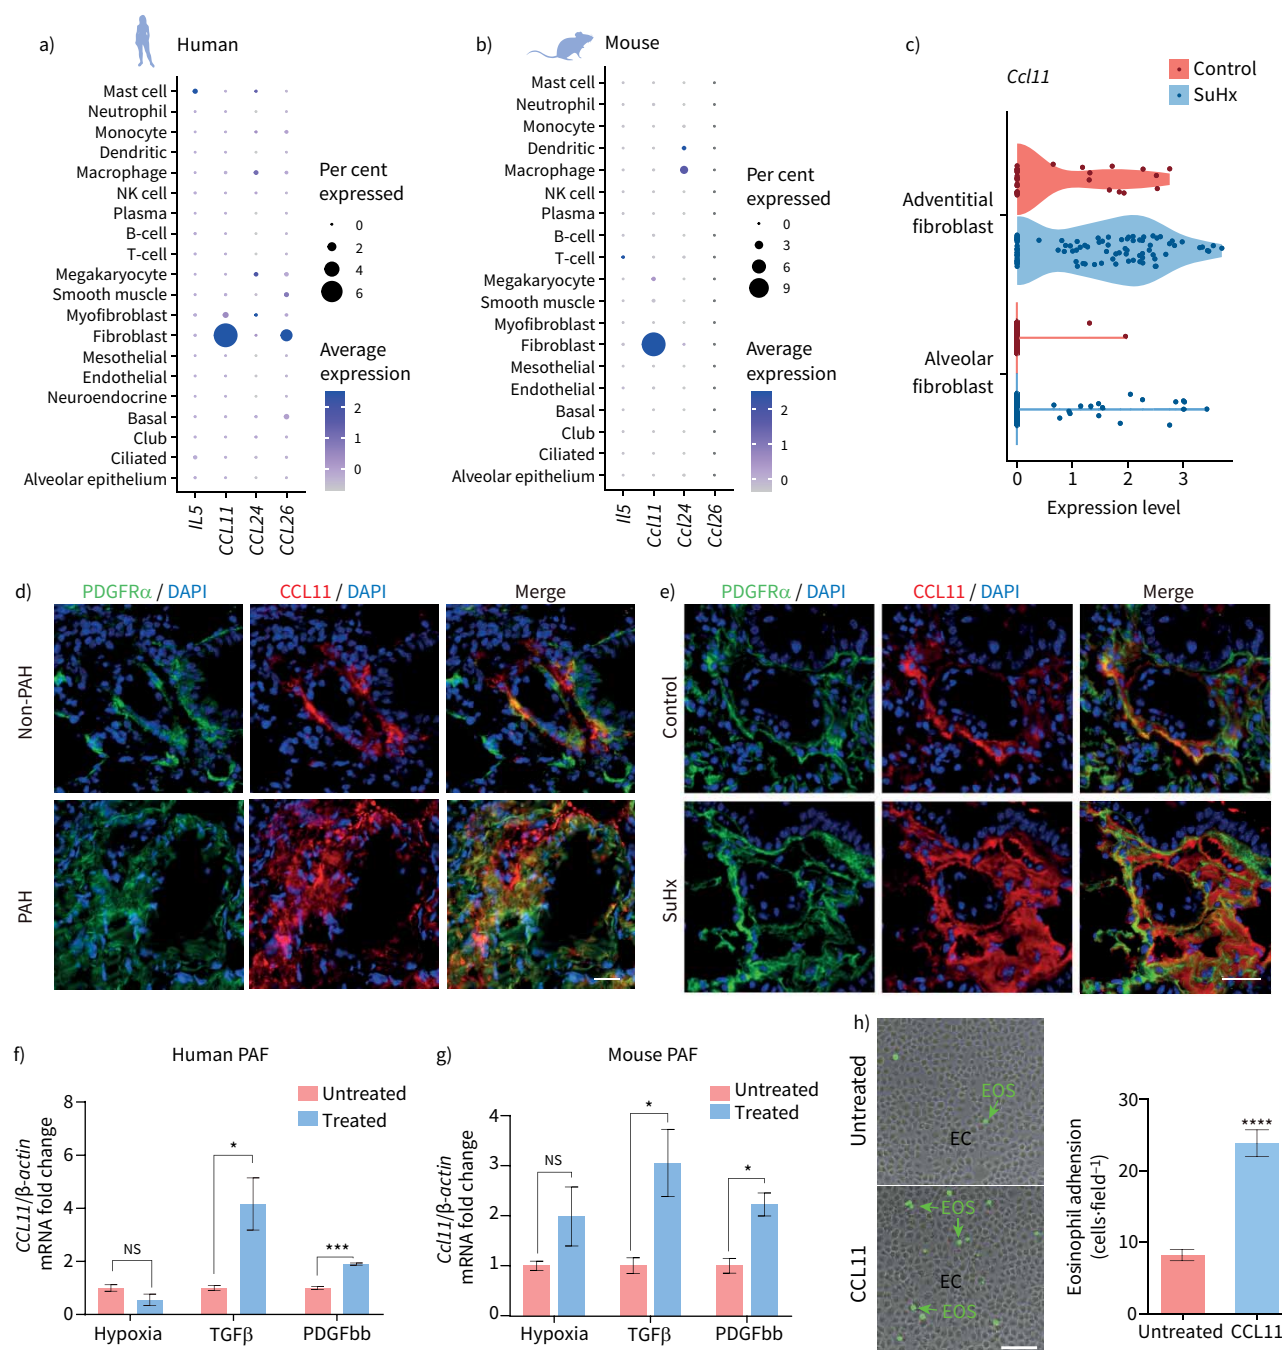 a) Human
Mast cell
Neutrophil
Monocyte
Dendritic
Macrophage
NK cell
Plasma
B-cell
T-cell
Megakaryocyte
Smooth muscle
Myofibroblast
Fibroblast
Mesothelial
Endothelial
Neuroendocrine
Basal
Club
Ciliated
Alveolar epithelium
IL5
CCL11
CCL24
CCL26
Per cent
expressed
0
2
4
6
Average
expression
2
1
0
b) Mouse
Mast cell
Neutrophil
Monocyte
Dendritic
Macrophage
NK cell
Plasma
B-cell
T-cell
Megakaryocyte
Smooth muscle
Myofibroblast
Fibroblast
Mesothelial
Endothelial
Basal
Club
Ciliated
Alveolar epithelium
Il5
Ccl11
Ccl24
Ccl26
Per cent
expressed
0
3
6
9
Average
expression
2
1
0
c)
Ccl11
Control
SuHx
Adventitial
fibroblast
Alveolar
fibroblast
0 1 2 3
Expression level
d) PDGFRα / DAPI CCL11 / DAPI Merge
Non-PAH
PAH
e) PDGFRα / DAPI CCL11 / DAPI Merge
Control
SuHx
f) Human PAF
Untreated
Treated
CCL11/β-actin
mRNA fold change
8
6
4
2
0
NS
*
***
Hypoxia TGFβ PDGFbb
g) Mouse PAF
Untreated
Treated
Ccl11/β-actin
mRNA fold change
4
3
2
1
0
NS
*
*
Hypoxia TGFβ PDGFbb
h)
Untreated
EOS
EC
CCL11
EOS
EC
EOS
Eosinophil adhension
(cells·field⁻¹)
30
20
10
0
****
Untreated CCL11